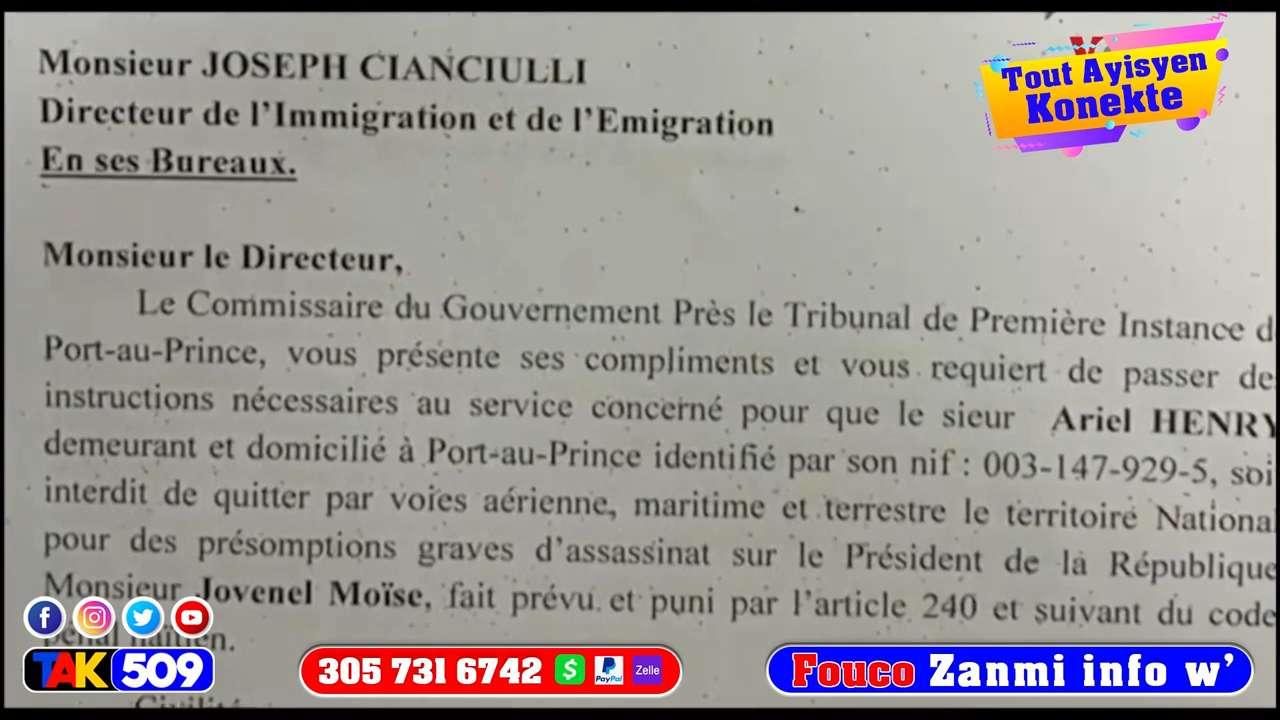 Monsieur JOSEPH CIANCIULLI
Directeur de l'Immigration et de l'Emigration
En ses Bureaux.
Tout Ayisyen
Konekte
Monsieur le Directeur,
Le Commissaire du Gouvernement Près le Tribunal de Première Instance d
Port-au-Prince, vous présente ses compliments et vous requiert de passer de
instructions nécessaires au service concerné pour que le sieur Ariel HENRY
demeurant et domicilié à Port-au-Prince identifié par son nif : 003-147-929-5, soi
interdit de quitter par voies aérienne, maritime et terrestre le territoire Nationa
pour des présomptions graves d'assassinat sur le Président de la République
Monsieur Jovenel Moïse, fait prévu et puni par l'article 240 et suivant du code
pénal haïtien.
TAK 509
305 731 6742 $ PayPal Zelle
Fouco Zanmi info w'